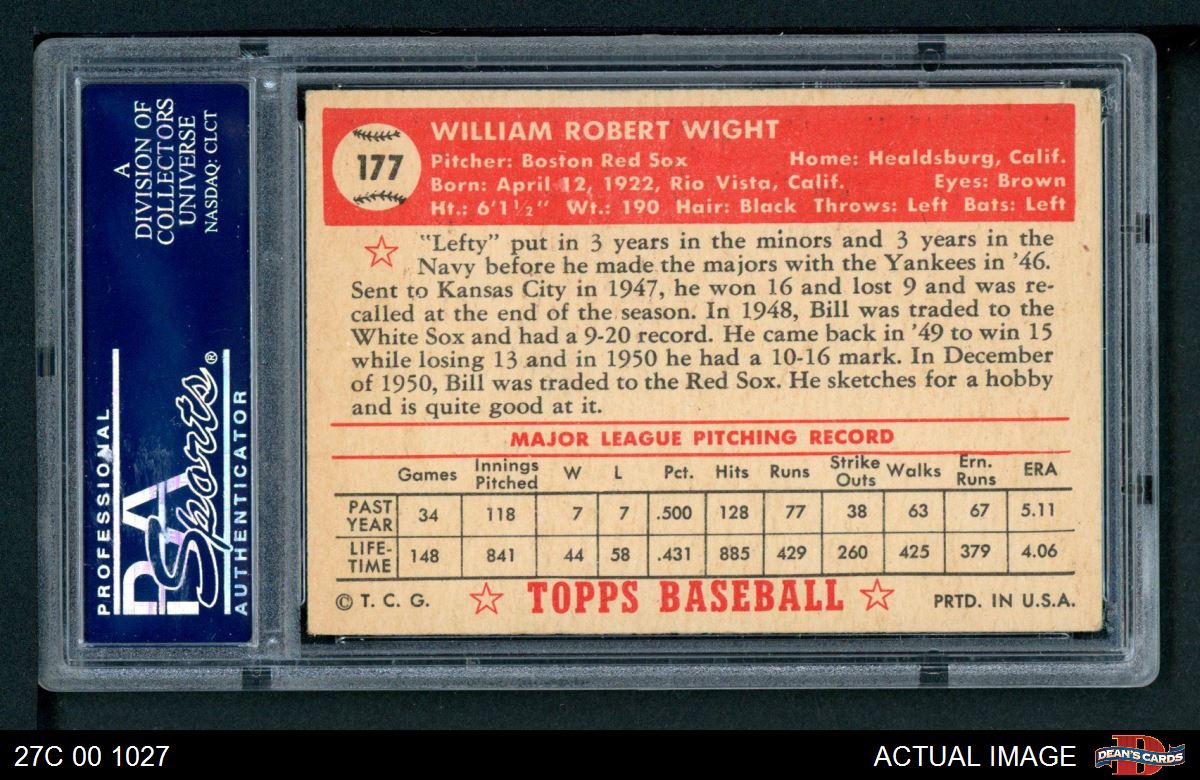 A
DIVISION OF
COLLECTORS
UNIVERSE
NASDAQ: CLCT
PROFESSIONAL
PSA
Sports®
AUTHENTICATOR
177
WILLIAM ROBERT WIGHT
Pitcher: Boston Red Sox Home: Healdsburg, Calif.
Born: April 12, 1922, Rio Vista, Calif. Eyes: Brown
Ht.: 6'1½" Wt.: 190 Hair: Black Throws: Left Bats: Left
"Lefty" put in 3 years in the minors and 3 years in the
Navy before he made the majors with the Yankees in '46.
Sent to Kansas City in 1947, he won 16 and lost 9 and was re-
called at the end of the season. In 1948, Bill was traded to the
White Sox and had a 9-20 record. He came back in '49 to win 15
while losing 13 and in 1950 he had a 10-16 mark. In December
of 1950, Bill was traded to the Red Sox. He sketches for a hobby
and is quite good at it.
MAJOR LEAGUE PITCHING RECORD
Games Innings Pitched W L Pct. Hits Runs Strike Outs Walks Ern. Runs ERA
PAST YEAR 34 118 7 7 .500 128 77 38 63 67 5.11
LIFE-TIME 148 841 44 58 .431 885 429 260 425 379 4.06
© T. C. G. TOPPS BASEBALL PRTD. IN U.S.A.
27C 00 1027 ACTUAL IMAGE DEAN'S CARDS